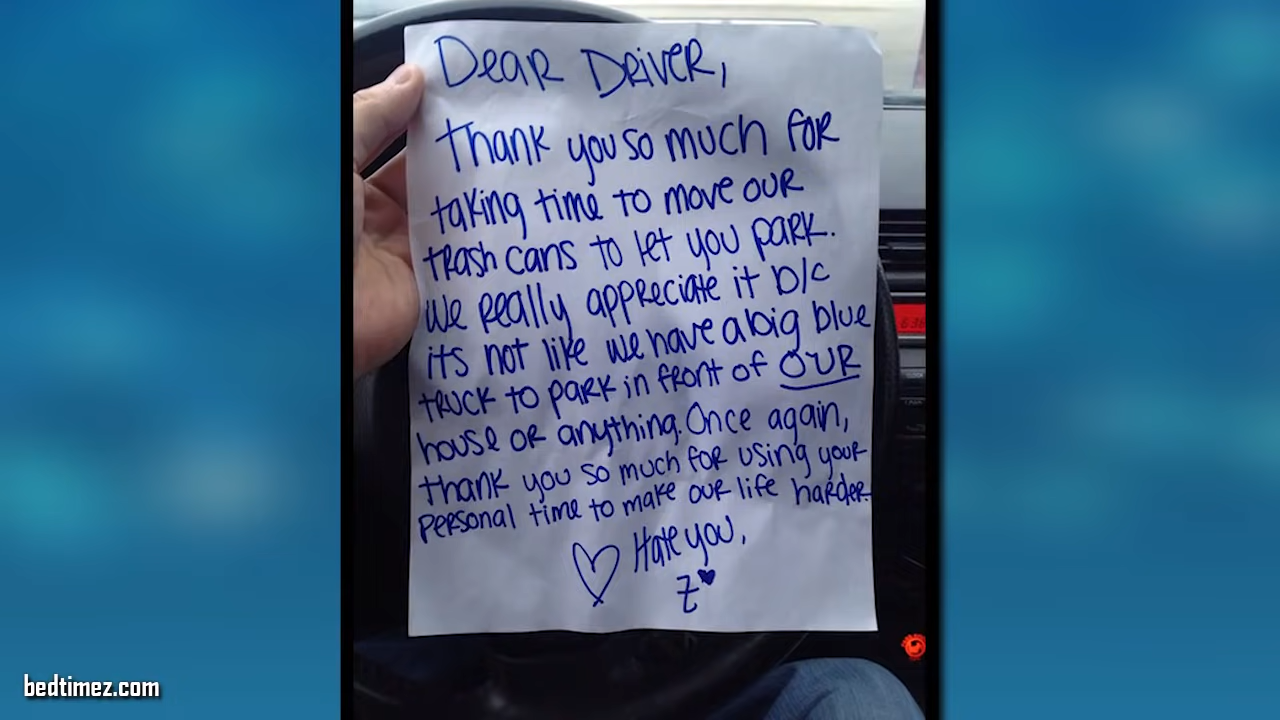 Dear Driver,
Thank you so much for
taking time to move our
trash cans to let you park.
We really appreciate it b/c
its not like we have a big blue
truck to park in front of OUR
house or anything. Once again,
thank you so much for using your
personal time to make our life harder.
♡ Hate you,
Z♥
bedtimez.com